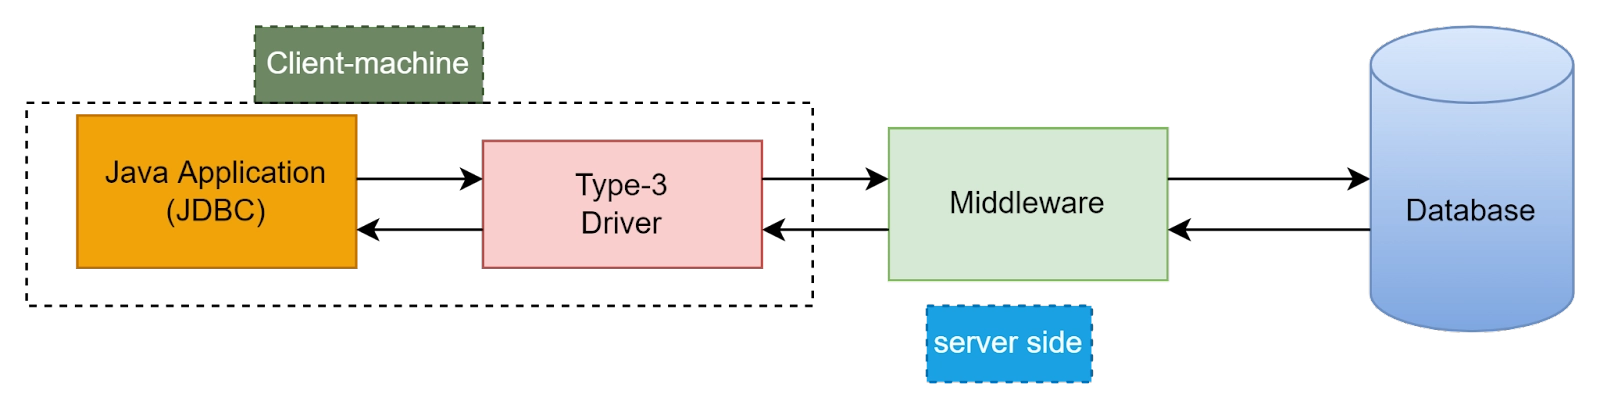 Client-machine
Java Application
(JDBC)
Type-3
Driver
Middleware
Database
server side